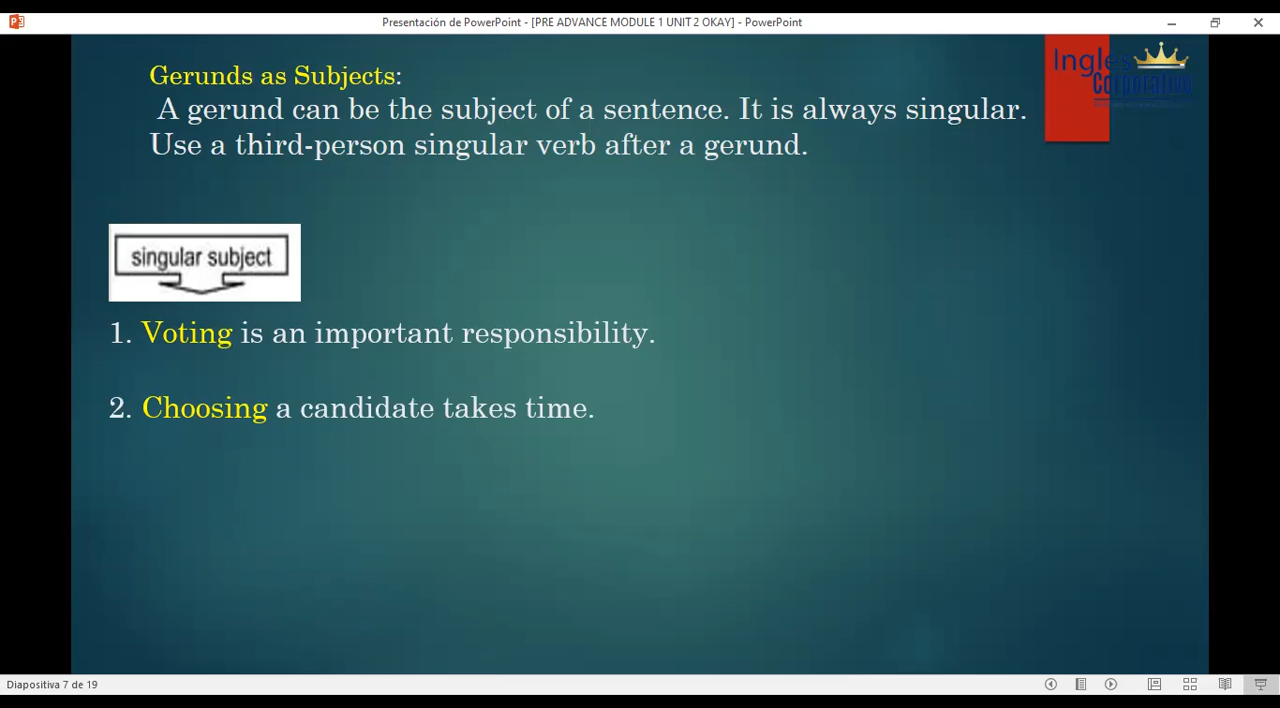 Presentación de PowerPoint - [PRE ADVANCE MODULE 1 UNIT 2 OKAY] - PowerPoint
Gerunds as Subjects:
A gerund can be the subject of a sentence. It is always singular.
Use a third-person singular verb after a gerund.
Inglés
Corporativo
singular subject
1. Voting is an important responsibility.
2. Choosing a candidate takes time.
Diapositiva 7 de 19